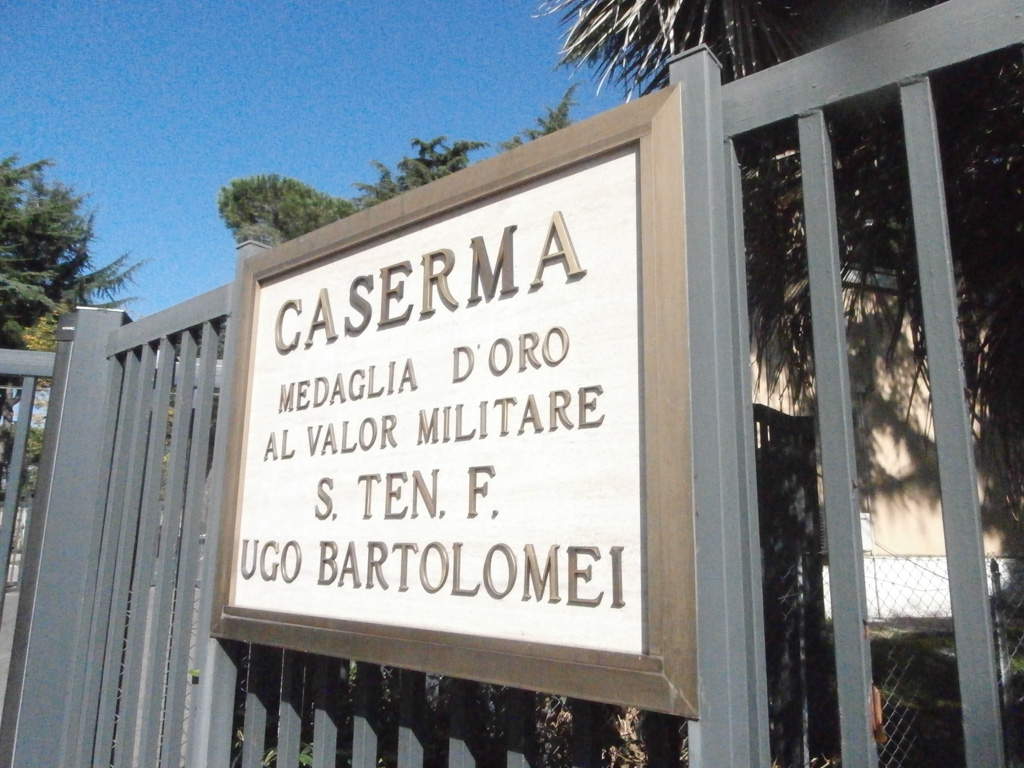 CASERMA
MEDAGLIA D'ORO
AL VALOR MILITARE
S. TEN. F.
UGO BARTOLOMEI